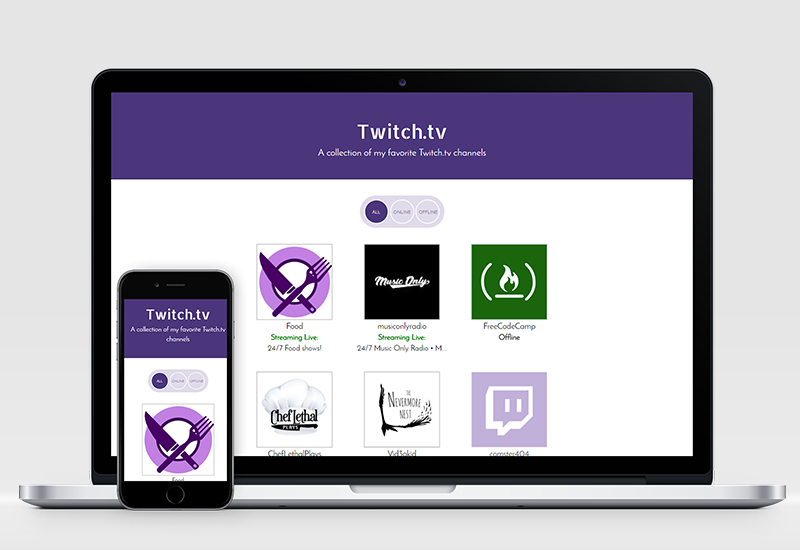 Twitch.tv
A collection of my favorite Twitch.tv channels
ALL ONLINE OFFLINE
Food
Streaming Live:
24/7 Food shows!
Music Only
musiconlyradio
Streaming Live:
24/7 Music Only Radio • M...
FreeCodeCamp
Offline
Chef Lethal
PLAYS
ChefLethalPlays
THE
NEVERMORE
NEST
Vid3okid
comster404
Twitch.tv
A collection of my favorite Twitch.tv
channels
ALL ONLINE OFFLINE
Food